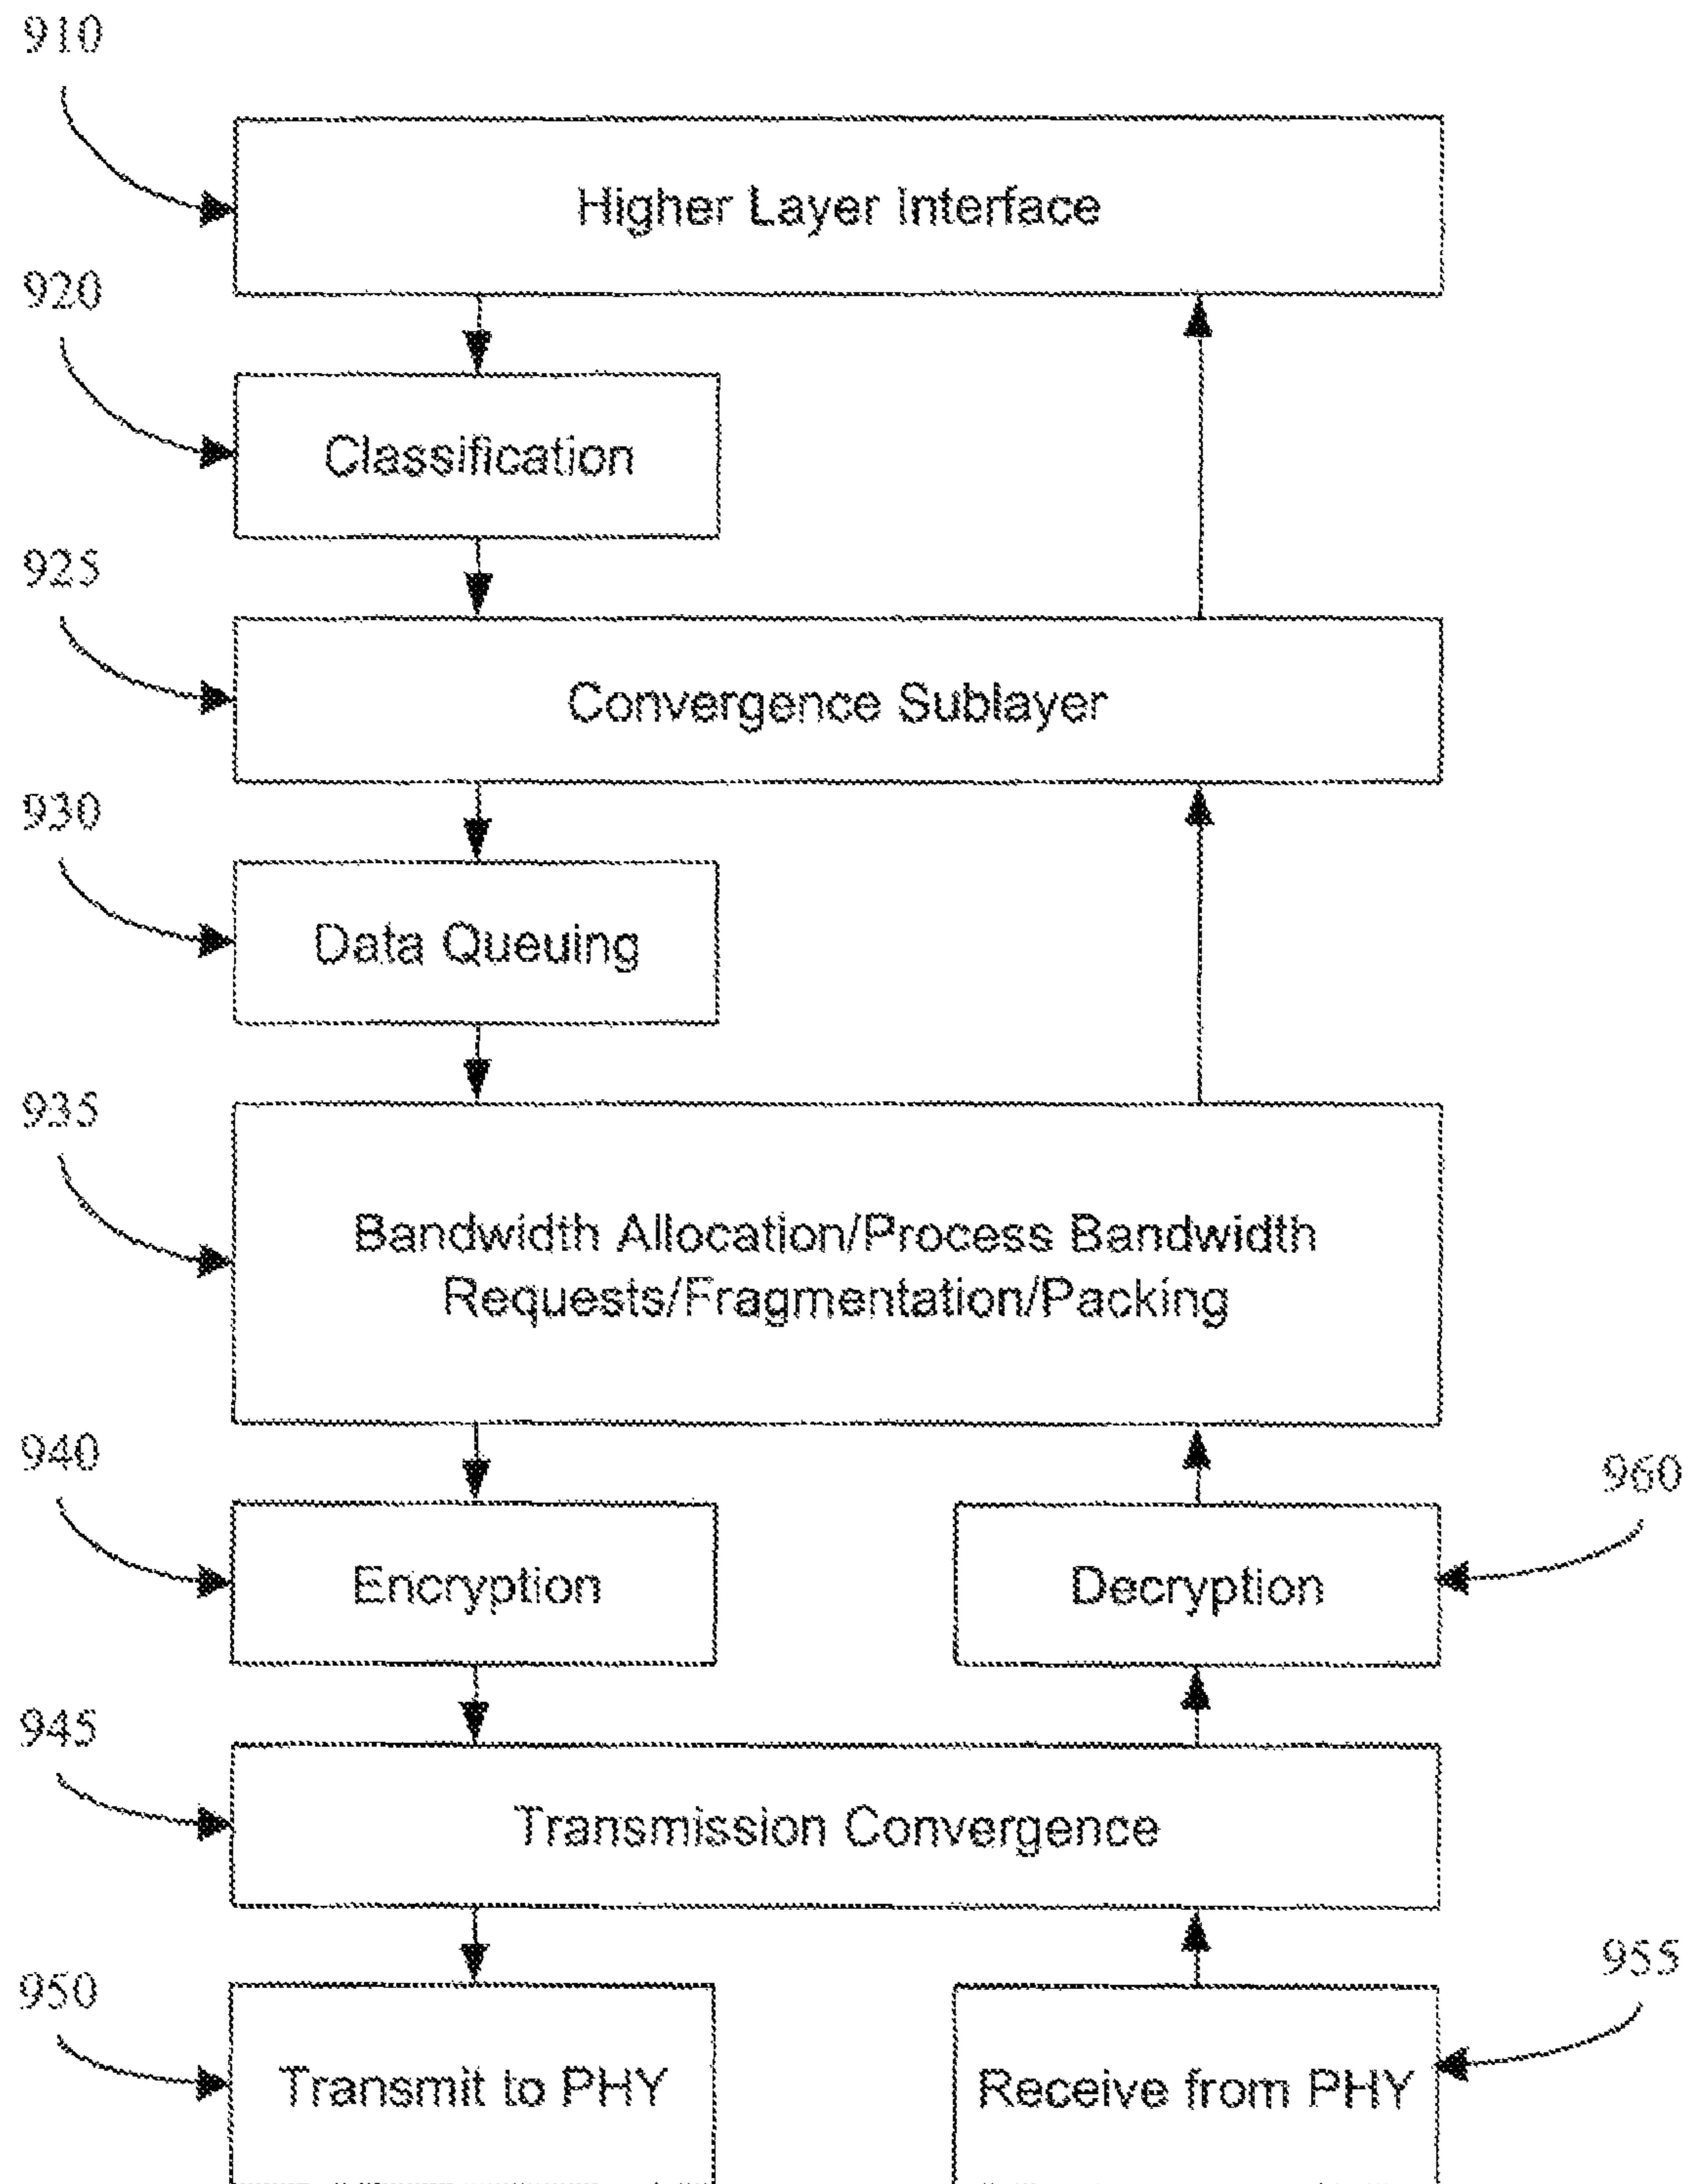 910
Higher Layer Interface
920
Classification
925
Convergence Sublayer
930
Data Queuing
935
Bandwidth Allocation/Process Bandwidth
Requests/Fragmentation/Packing
940
960
Encryption
Decryption
945
Transmission Convergence
950
955
Transmit to PHY
Receive from PHY